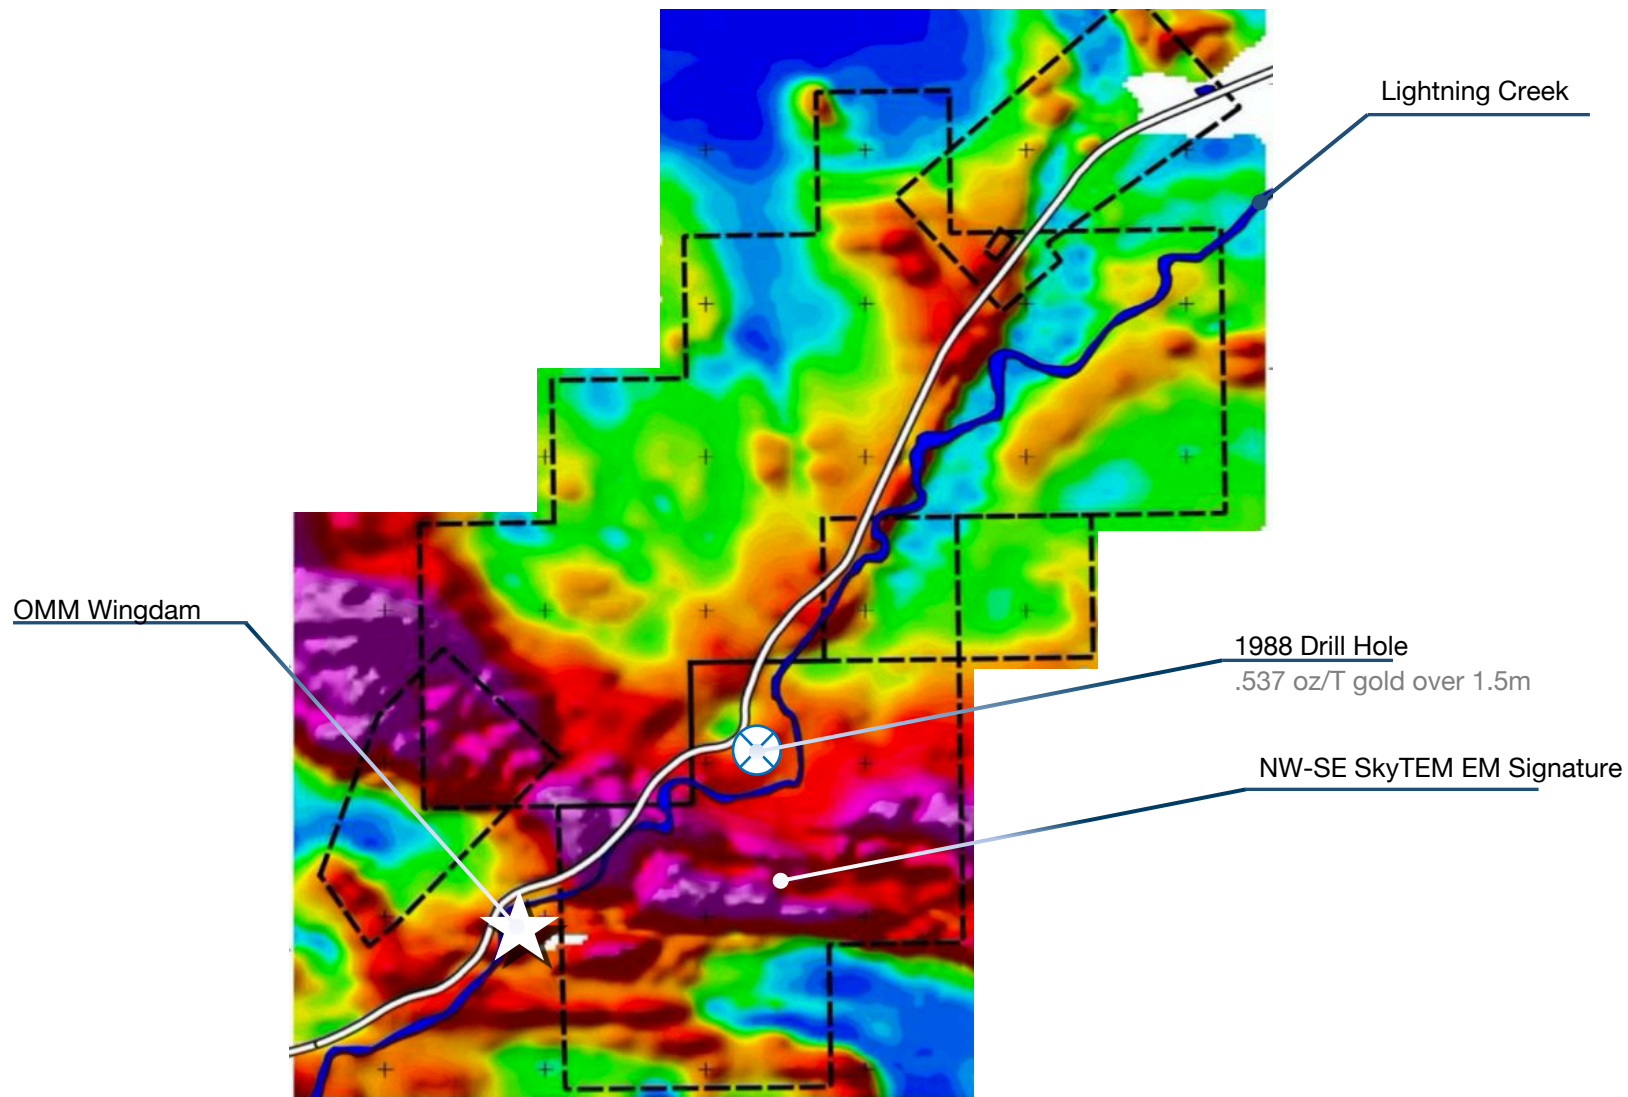 Lightning Creek
OMM Wingdam
1988 Drill Hole
.537 oz/T gold over 1.5m
NW-SE SkyTEM EM Signature